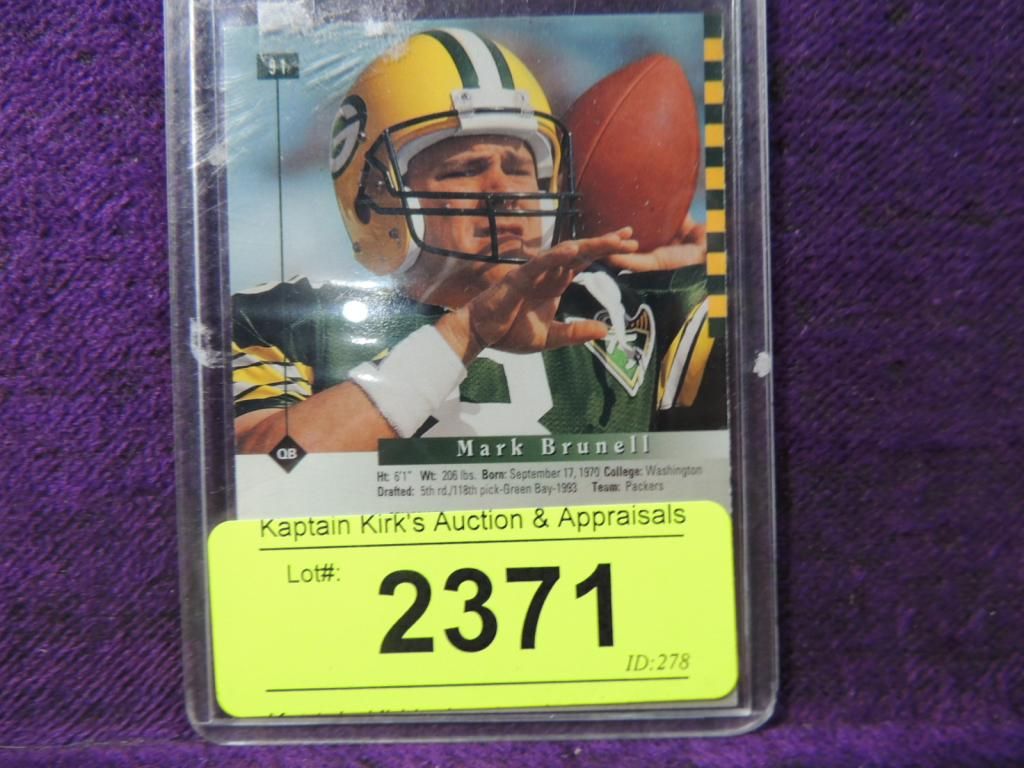 91
QB
Mark Brunell
Ht: 6'1" Wt: 206 lbs. Born: September 17, 1970 College: Washington
Drafted: 5th rd./118th pick-Green Bay-1993 Team: Packers
Kaptain Kirk's Auction & Appraisals
Lot#: 2371
ID:278